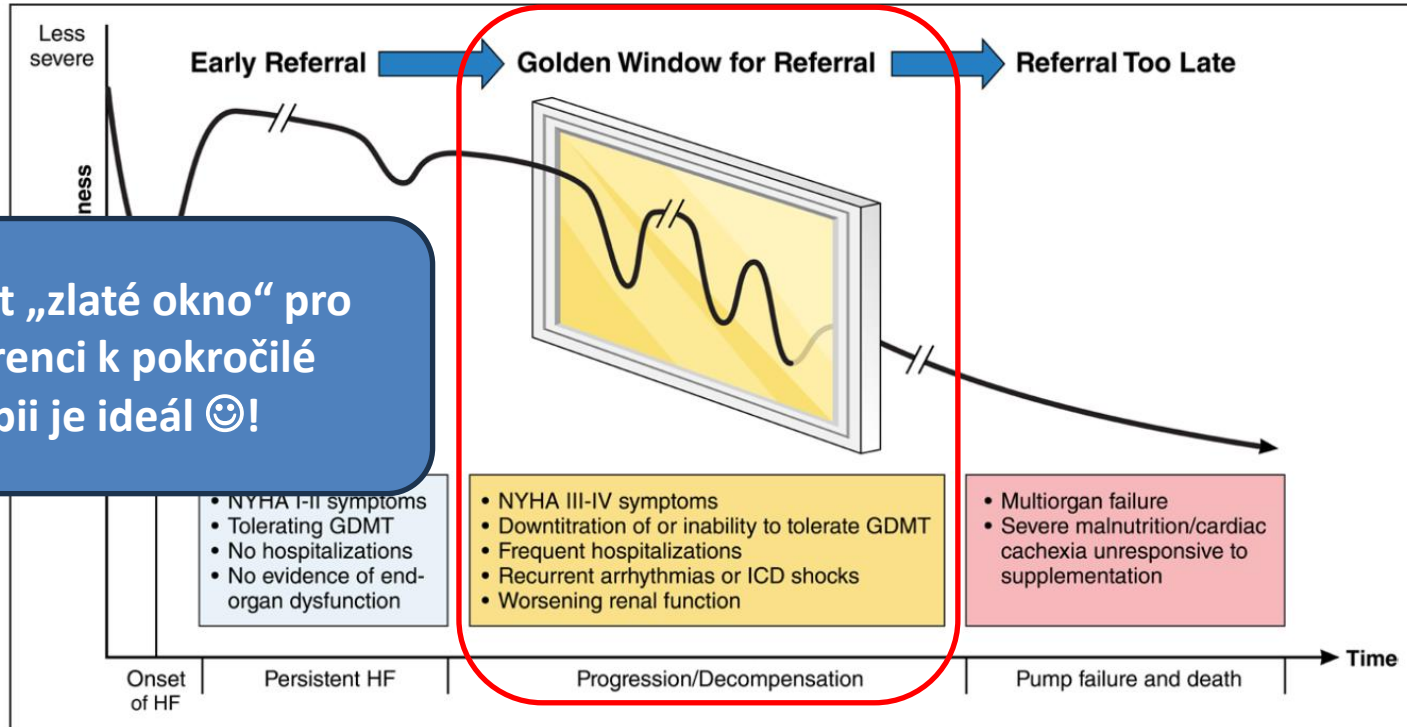 Less
severe
Early Referral
Golden Window for Referral
Referral Too Late
„zlaté okno“ pro
k pokročilé
je ideál ☺!
• NYHA I-II symptoms
• Tolerating GDMT
• No hospitalizations
• No evidence of end-
organ dysfunction
• NYHA III-IV symptoms
• Downtitration of or inability to tolerate GDMT
• Frequent hospitalizations
• Recurrent arrhythmias or ICD shocks
• Worsening renal function
• Multiorgan failure
• Severe malnutrition/cardiac
cachexia unresponsive to
supplementation
Time
Onset
of HF
Persistent HF
Progression/Decompensation
Pump failure and death